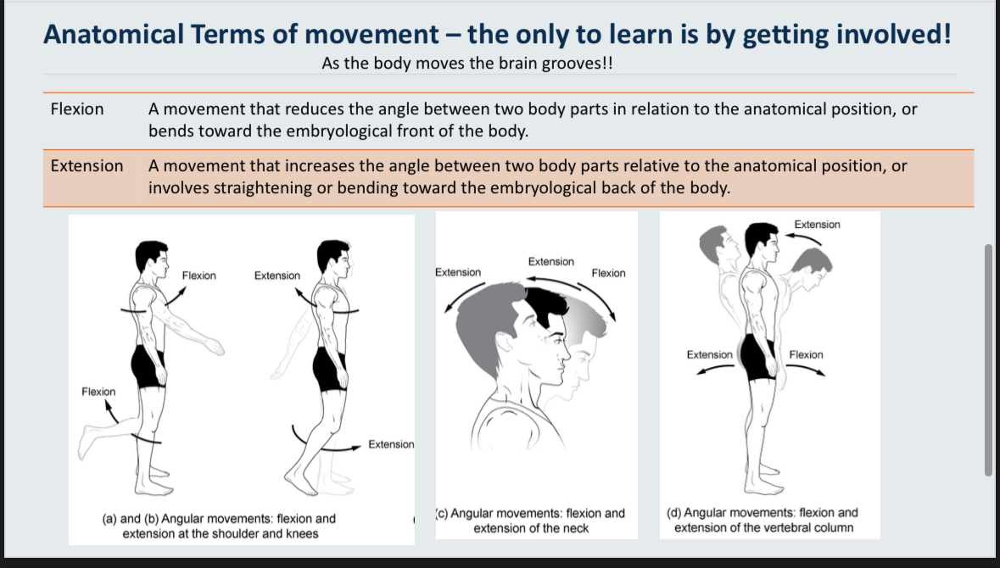 Anatomical Terms of movement – the only to learn is by getting involved!
As the body moves the brain grooves!!
Flexion
A movement that reduces the angle between two body parts in relation to the anatomical position, or
bends toward the embryological front of the body.
Extension
A movement that increases the angle between two body parts relative to the anatomical position, or
involves straightening or bending toward the embryological back of the body.
Flexion
Extension
Flexion
Extension
(a) and (b) Angular movements: flexion and
extension at the shoulder and knees
Extension
Extension
Flexion
(c) Angular movements: flexion and
extension of the neck
Extension
Extension
Flexion
(d) Angular movements: flexion and
extension of the vertebral column